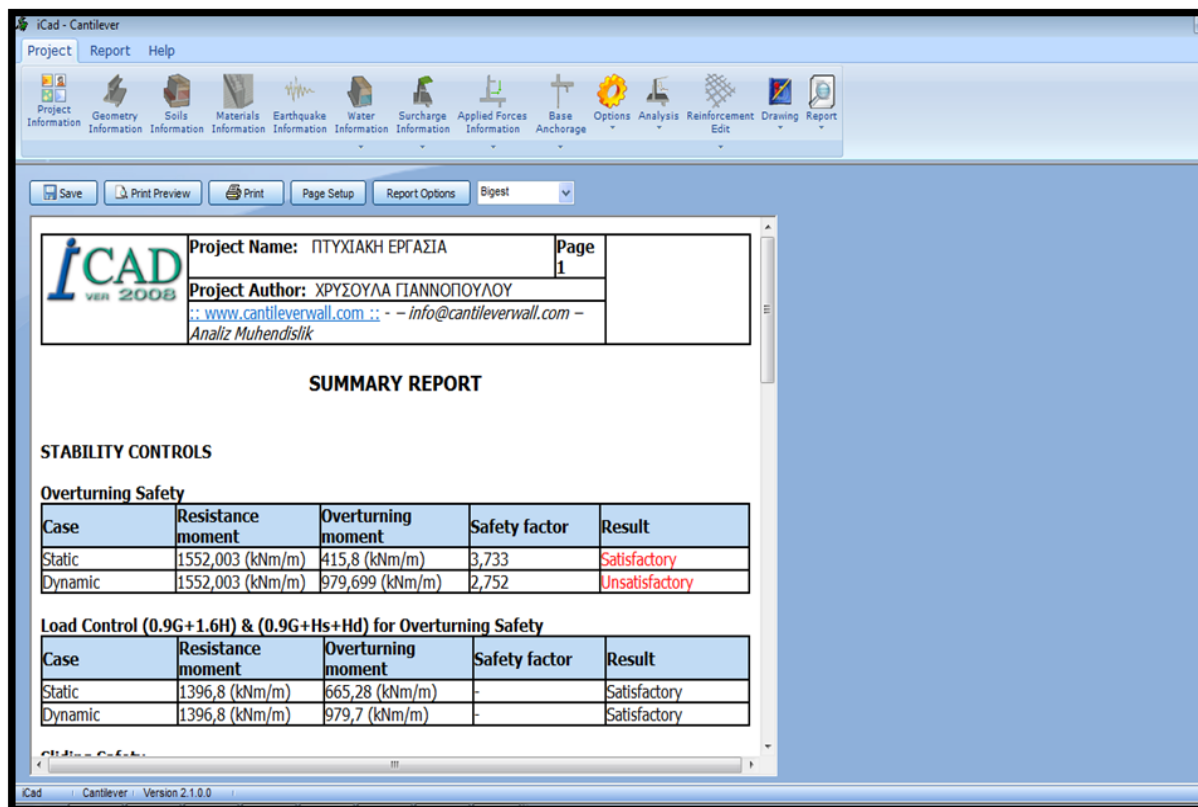 iCad - Cantilever
Project Report Help
Project Information
Geometry Information
Soils Information
Materials Information
Earthquake Information
Water Information
Surcharge Information
Applied Forces Information
Base Anchorage
Options
Analysis
Reinforcement Edit
Drawing
Report
Save Print Preview Print Page Setup Report Options Bigest
iCAD
VER 2008
Project Name: ΠΤΥΧΙΑΚΗ ΕΡΓΑΣΙΑ
Page 1
Project Author: ΧΡΥΣΟΥΛΑ ΓΙΑΝΝΟΠΟΥΛΟΥ
:: www.cantileverwall.com :: - – info@cantileverwall.com –
Analiz Muhendislik
SUMMARY REPORT
STABILITY CONTROLS
Overturning Safety
Case Resistance moment Overturning moment Safety factor Result
Static 1552,003 (kNm/m) 415,8 (kNm/m) 3,733 Satisfactory
Dynamic 1552,003 (kNm/m) 979,699 (kNm/m) 2,752 Unsatisfactory
Load Control (0.9G+1.6H) & (0.9G+Hs+Hd) for Overturning Safety
Case Resistance moment Overturning moment Safety factor Result
Static 1396,8 (kNm/m) 665,28 (kNm/m) - Satisfactory
Dynamic 1396,8 (kNm/m) 979,7 (kNm/m) - Satisfactory
Sliding Safety
iCad Cantilever Version 2.1.0.0